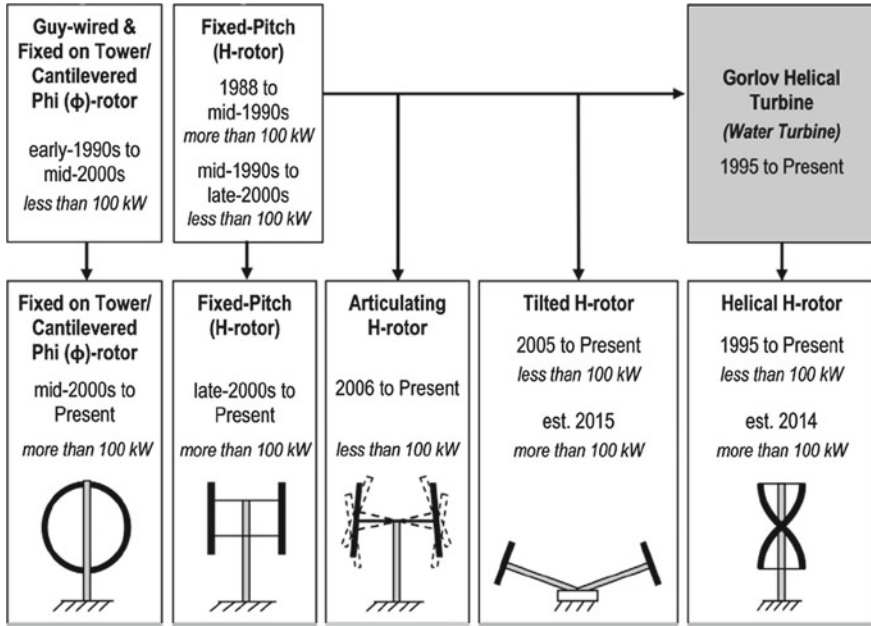 Guy-wired &
Fixed on Tower/
Cantilevered
Phi (ϕ)-rotor
early-1990s to
mid-2000s
less than 100 kW
Fixed-Pitch
(H-rotor)
1988 to
mid-1990s
more than 100 kW
mid-1990s to
late-2000s
less than 100 kW
Gorlov Helical
Turbine
(Water Turbine)
1995 to Present
Fixed on Tower/
Cantilevered
Phi (ϕ)-rotor
mid-2000s to
Present
more than 100 kW
Fixed-Pitch
(H-rotor)
late-2000s to
Present
more than 100 kW
Articulating
H-rotor
2006 to Present
less than 100 kW
Tilted H-rotor
2005 to Present
less than 100 kW
est. 2015
more than 100 kW
Helical H-rotor
1995 to Present
less than 100 kW
est. 2014
more than 100 kW